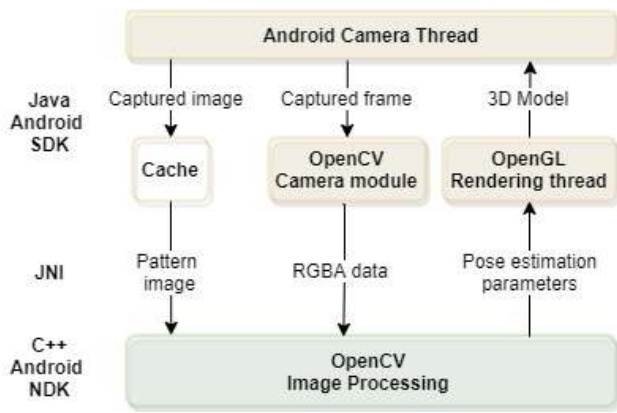 Android Camera Thread
Java
Android
SDK
Captured image
Captured frame
3D Model
Cache
OpenCV
Camera module
OpenGL
Rendering thread
JNI
Pattern
image
RGBA data
Pose estimation
parameters
C++
Android
NDK
OpenCV
Image Processing